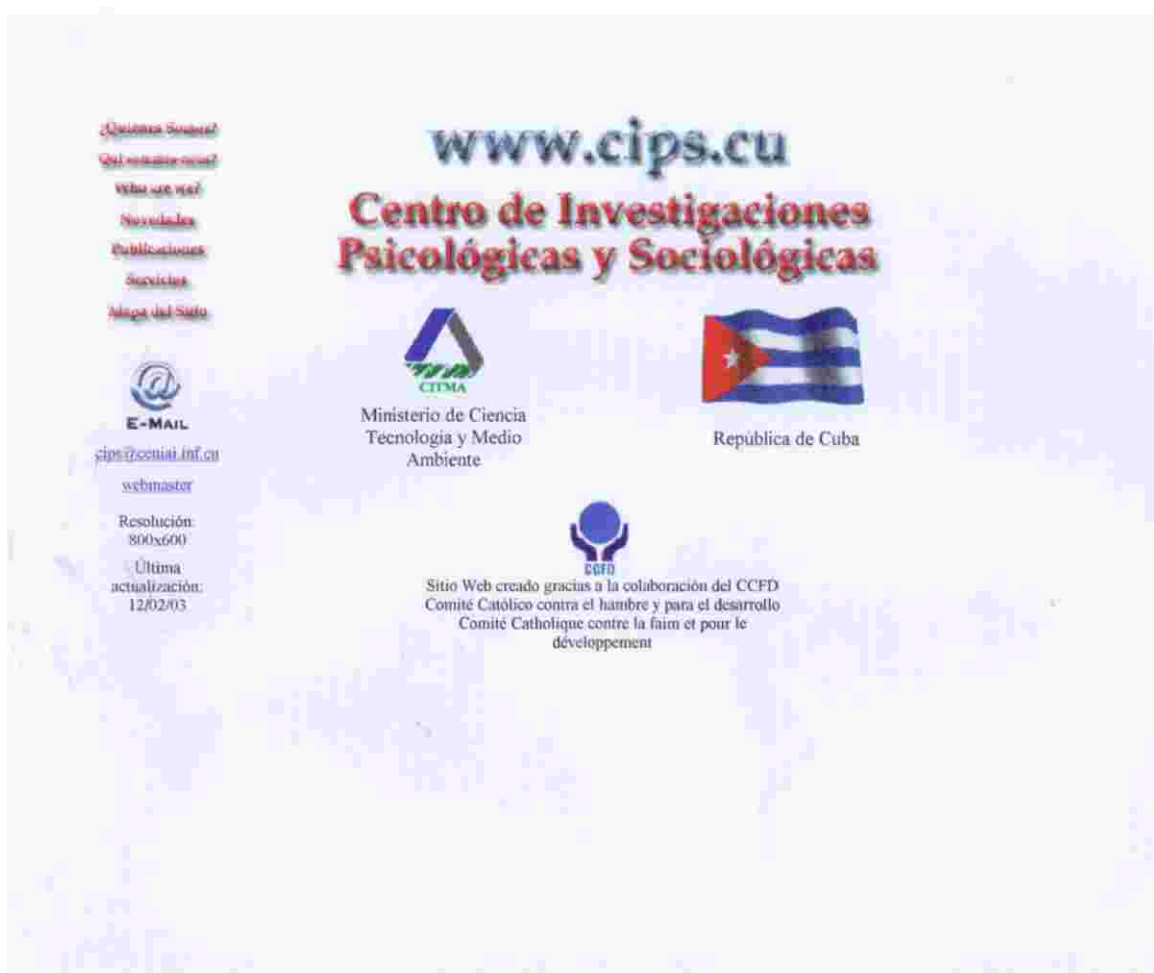 ¿Quiénes Somos?
Qui sommes-nous?
Who are we?
Novedades
Publicaciones
Servicios
Mapa del Sitio
E-MAIL
cips@ceniai.inf.cu
webmaster
Resolución:
800x600
Última
actualización:
12/02/03
www.cips.cu
Centro de Investigaciones
Psicológicas y Sociológicas
CITMA
Ministerio de Ciencia
Tecnología y Medio
Ambiente
República de Cuba
CCFD
Sitio Web creado gracias a la colaboración del CCFD
Comité Católico contra el hambre y para el desarrollo
Comité Catholique contre la faim et pour le
développement